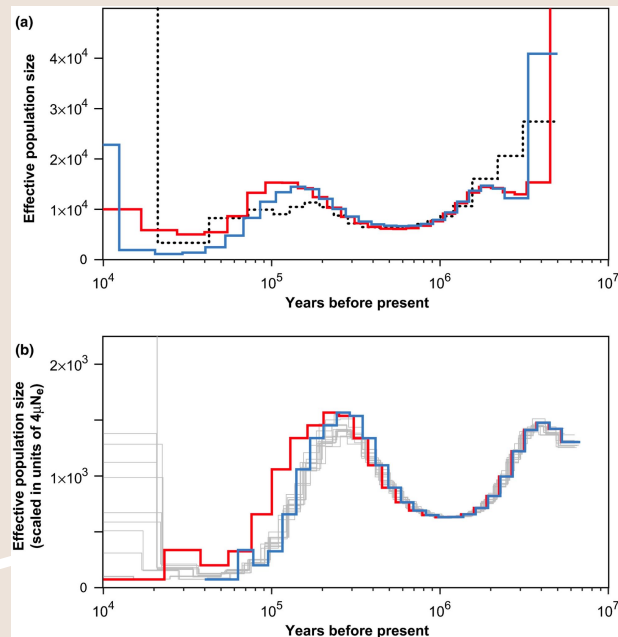 (a)
Effective population size
4×10⁴
3×10⁴
2×10⁴
1×10⁴
0
10⁴ 10⁵ 10⁶ 10⁷
Years before present
(b)
Effective population size
(scaled in units of 4μNₑ)
2×10³
1×10³
0
10⁴ 10⁵ 10⁶ 10⁷
Years before present